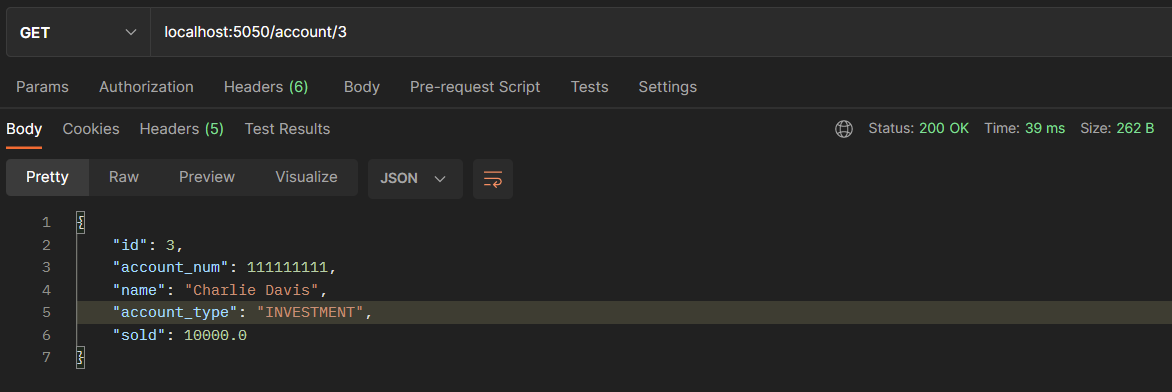 GET localhost:5050/account/3
Params Authorization Headers (6) Body Pre-request Script Tests Settings
Body Cookies Headers (5) Test Results Status: 200 OK Time: 39 ms Size: 262 B
Pretty Raw Preview Visualize JSON
1 {
2 "id": 3,
3 "account_num": 111111111,
4 "name": "Charlie Davis",
5 "account_type": "INVESTMENT",
6 "sold": 10000.0
7 }